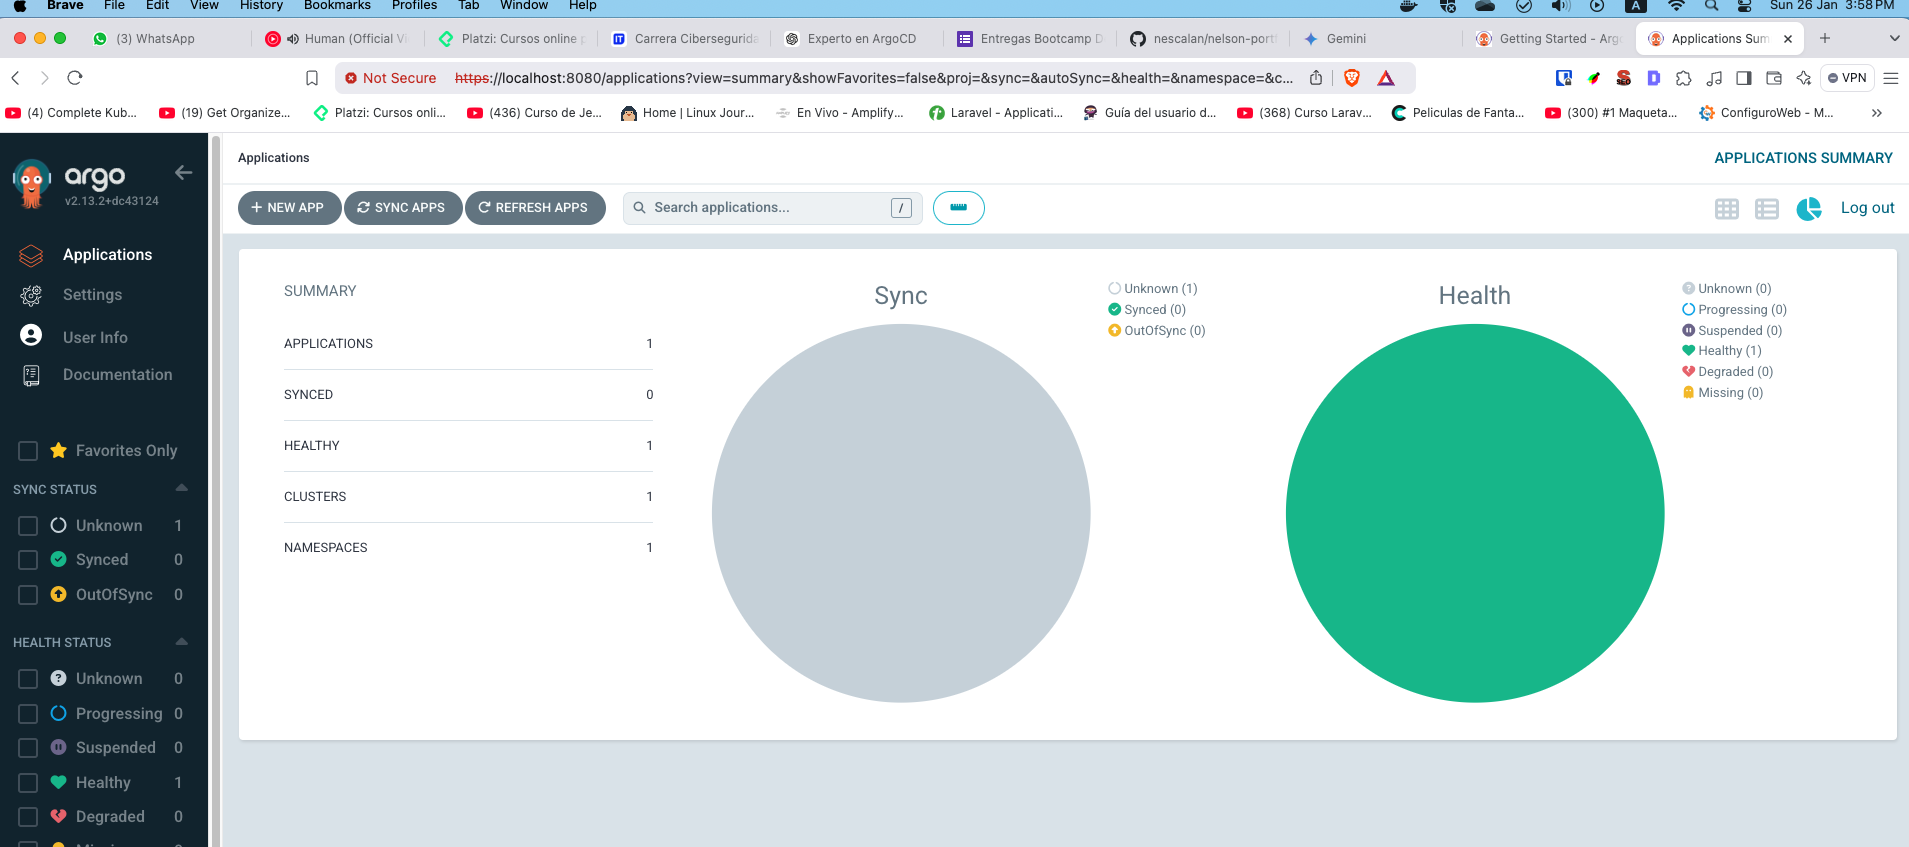 Brave File Edit View History Bookmarks Profiles Tab Window Help A Sun 26 Jan 3:58 PM
(3) WhatsApp Human (Official Vi Platzi: Cursos online p Carrera Cibersegurida Experto en ArgoCD Entregas Bootcamp D nescalan/nelson-portf Gemini Getting Started - Argo Applications Sum
Not Secure https://localhost:8080/applications?view=summary&showFavorites=false&proj=&sync=&autoSync=&health=&namespace=&c... VPN
(4) Complete Kub... (19) Get Organize... Platzi: Cursos onli... (436) Curso de Je... Home | Linux Jour... En Vivo - Amplify... Laravel - Applicati... Guía del usuario d... (368) Curso Larav... Peliculas de Fanta... (300) #1 Maqueta... ConfiguroWeb - M... »
argo
v2.13.2+dc43124
Applications
Settings
User Info
Documentation
Favorites Only
SYNC STATUS
Unknown 1
Synced 0
OutOfSync 0
HEALTH STATUS
Unknown 0
Progressing 0
Suspended 0
Healthy 1
Degraded 0
Applications APPLICATIONS SUMMARY
+ NEW APP SYNC APPS REFRESH APPS Search applications... / Log out
SUMMARY
APPLICATIONS 1
SYNCED 0
HEALTHY 1
CLUSTERS 1
NAMESPACES 1
Sync
Unknown (1)
Synced (0)
OutOfSync (0)
Health
Unknown (0)
Progressing (0)
Suspended (0)
Healthy (1)
Degraded (0)
Missing (0)